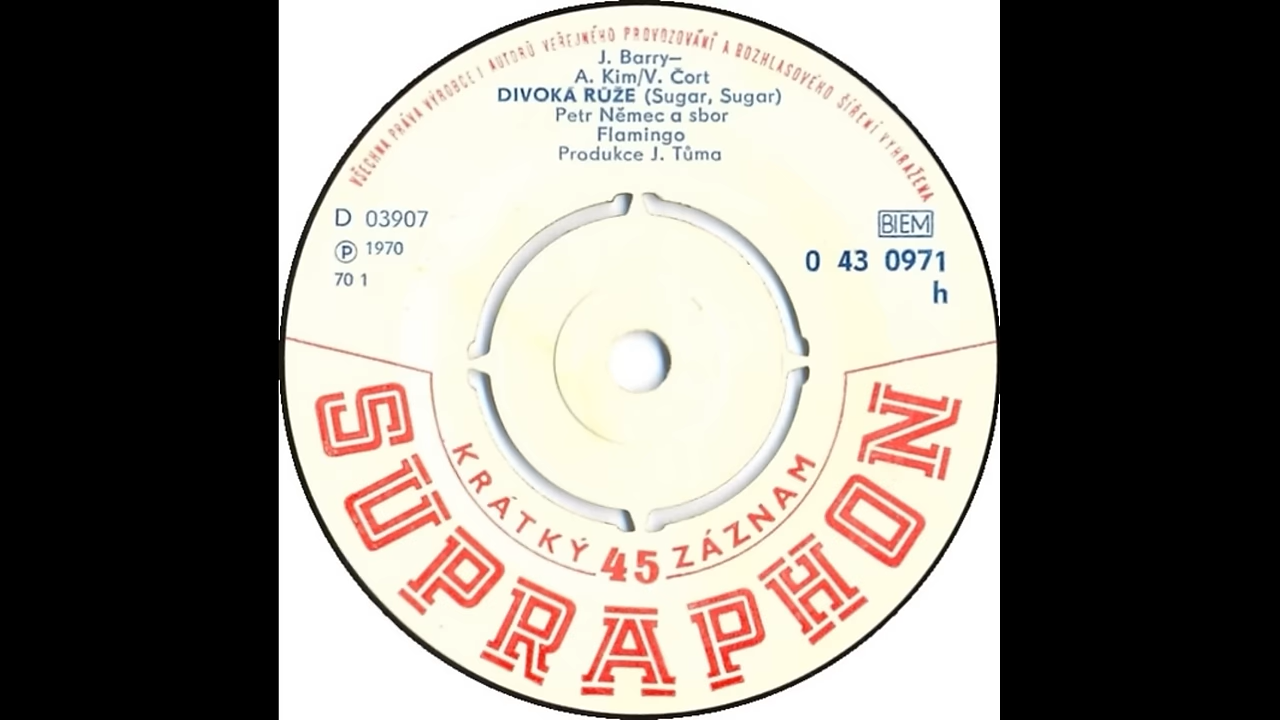 VŠECHNA PRÁVA VÝROBCE I AUTORŮ VEŘEJNÉHO PROVOZOVÁNÍ A ROZHLASOVÉHO ŠÍŘENÍ VYHRAŽENA
J. Barry–
A. Kim/V. Čort
DIVOKÁ RŮŽE (Sugar, Sugar)
Petr Němec a sbor
Flamingo
Produkce J. Tůma
D 03907
Ⓟ 1970
70 1
BIEM
0 43 0971
h
KRÁTKÝ 45 ZÁZNAM
SUPRAPHON